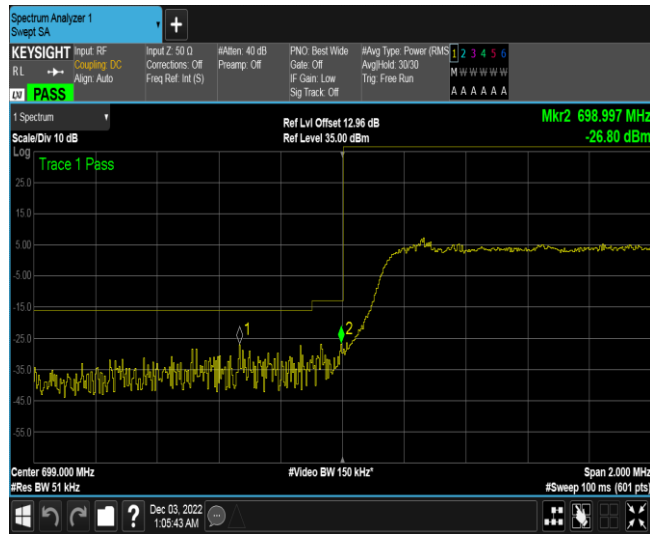 Spectrum Analyzer 1
Swept SA
KEYSIGHT
RL
LXI PASS
Input: RF
Coupling: DC
Align: Auto
Input Z: 50 Ω
Corrections: Off
Freq Ref: Int (S)
#Atten: 40 dB
Preamp: Off
PNO: Best Wide
Gate: Off
IF Gain: Low
Sig Track: Off
#Avg Type: Power (RMS
Avg|Hold: 30/30
Trig: Free Run
1 2 3 4 5 6
M W W W W W
A A A A A A
1 Spectrum
Scale/Div 10 dB
Ref Lvl Offset 12.96 dB
Ref Level 35.00 dBm
Mkr2 698.997 MHz
-26.80 dBm
Log
Trace 1 Pass
25.0
15.0
5.00
-5.00
-15.0
-25.0
-35.0
-45.0
-55.0
1
2
Center 699.000 MHz
#Res BW 51 kHz
#Video BW 150 kHz*
Span 2.000 MHz
#Sweep 100 ms (601 pts)
?
Dec 03, 2022
1:05:43 AM